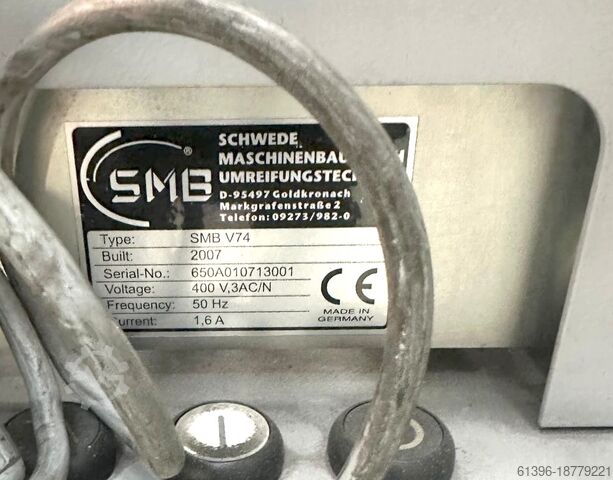 SMB ®
SCHWEDE
MASCHINENBAU
UMREIFUNGSTEC
D-95497 Goldkronach
Markgrafenstraße 2
Telefon: 09273/982-0
Type: SMB V74
Built: 2007
Serial-No.: 650A010713001
Voltage: 400 V,3AC/N
Frequency: 50 Hz
Current: 1,6 A
CE
MADE IN
GERMANY
61396-18779221